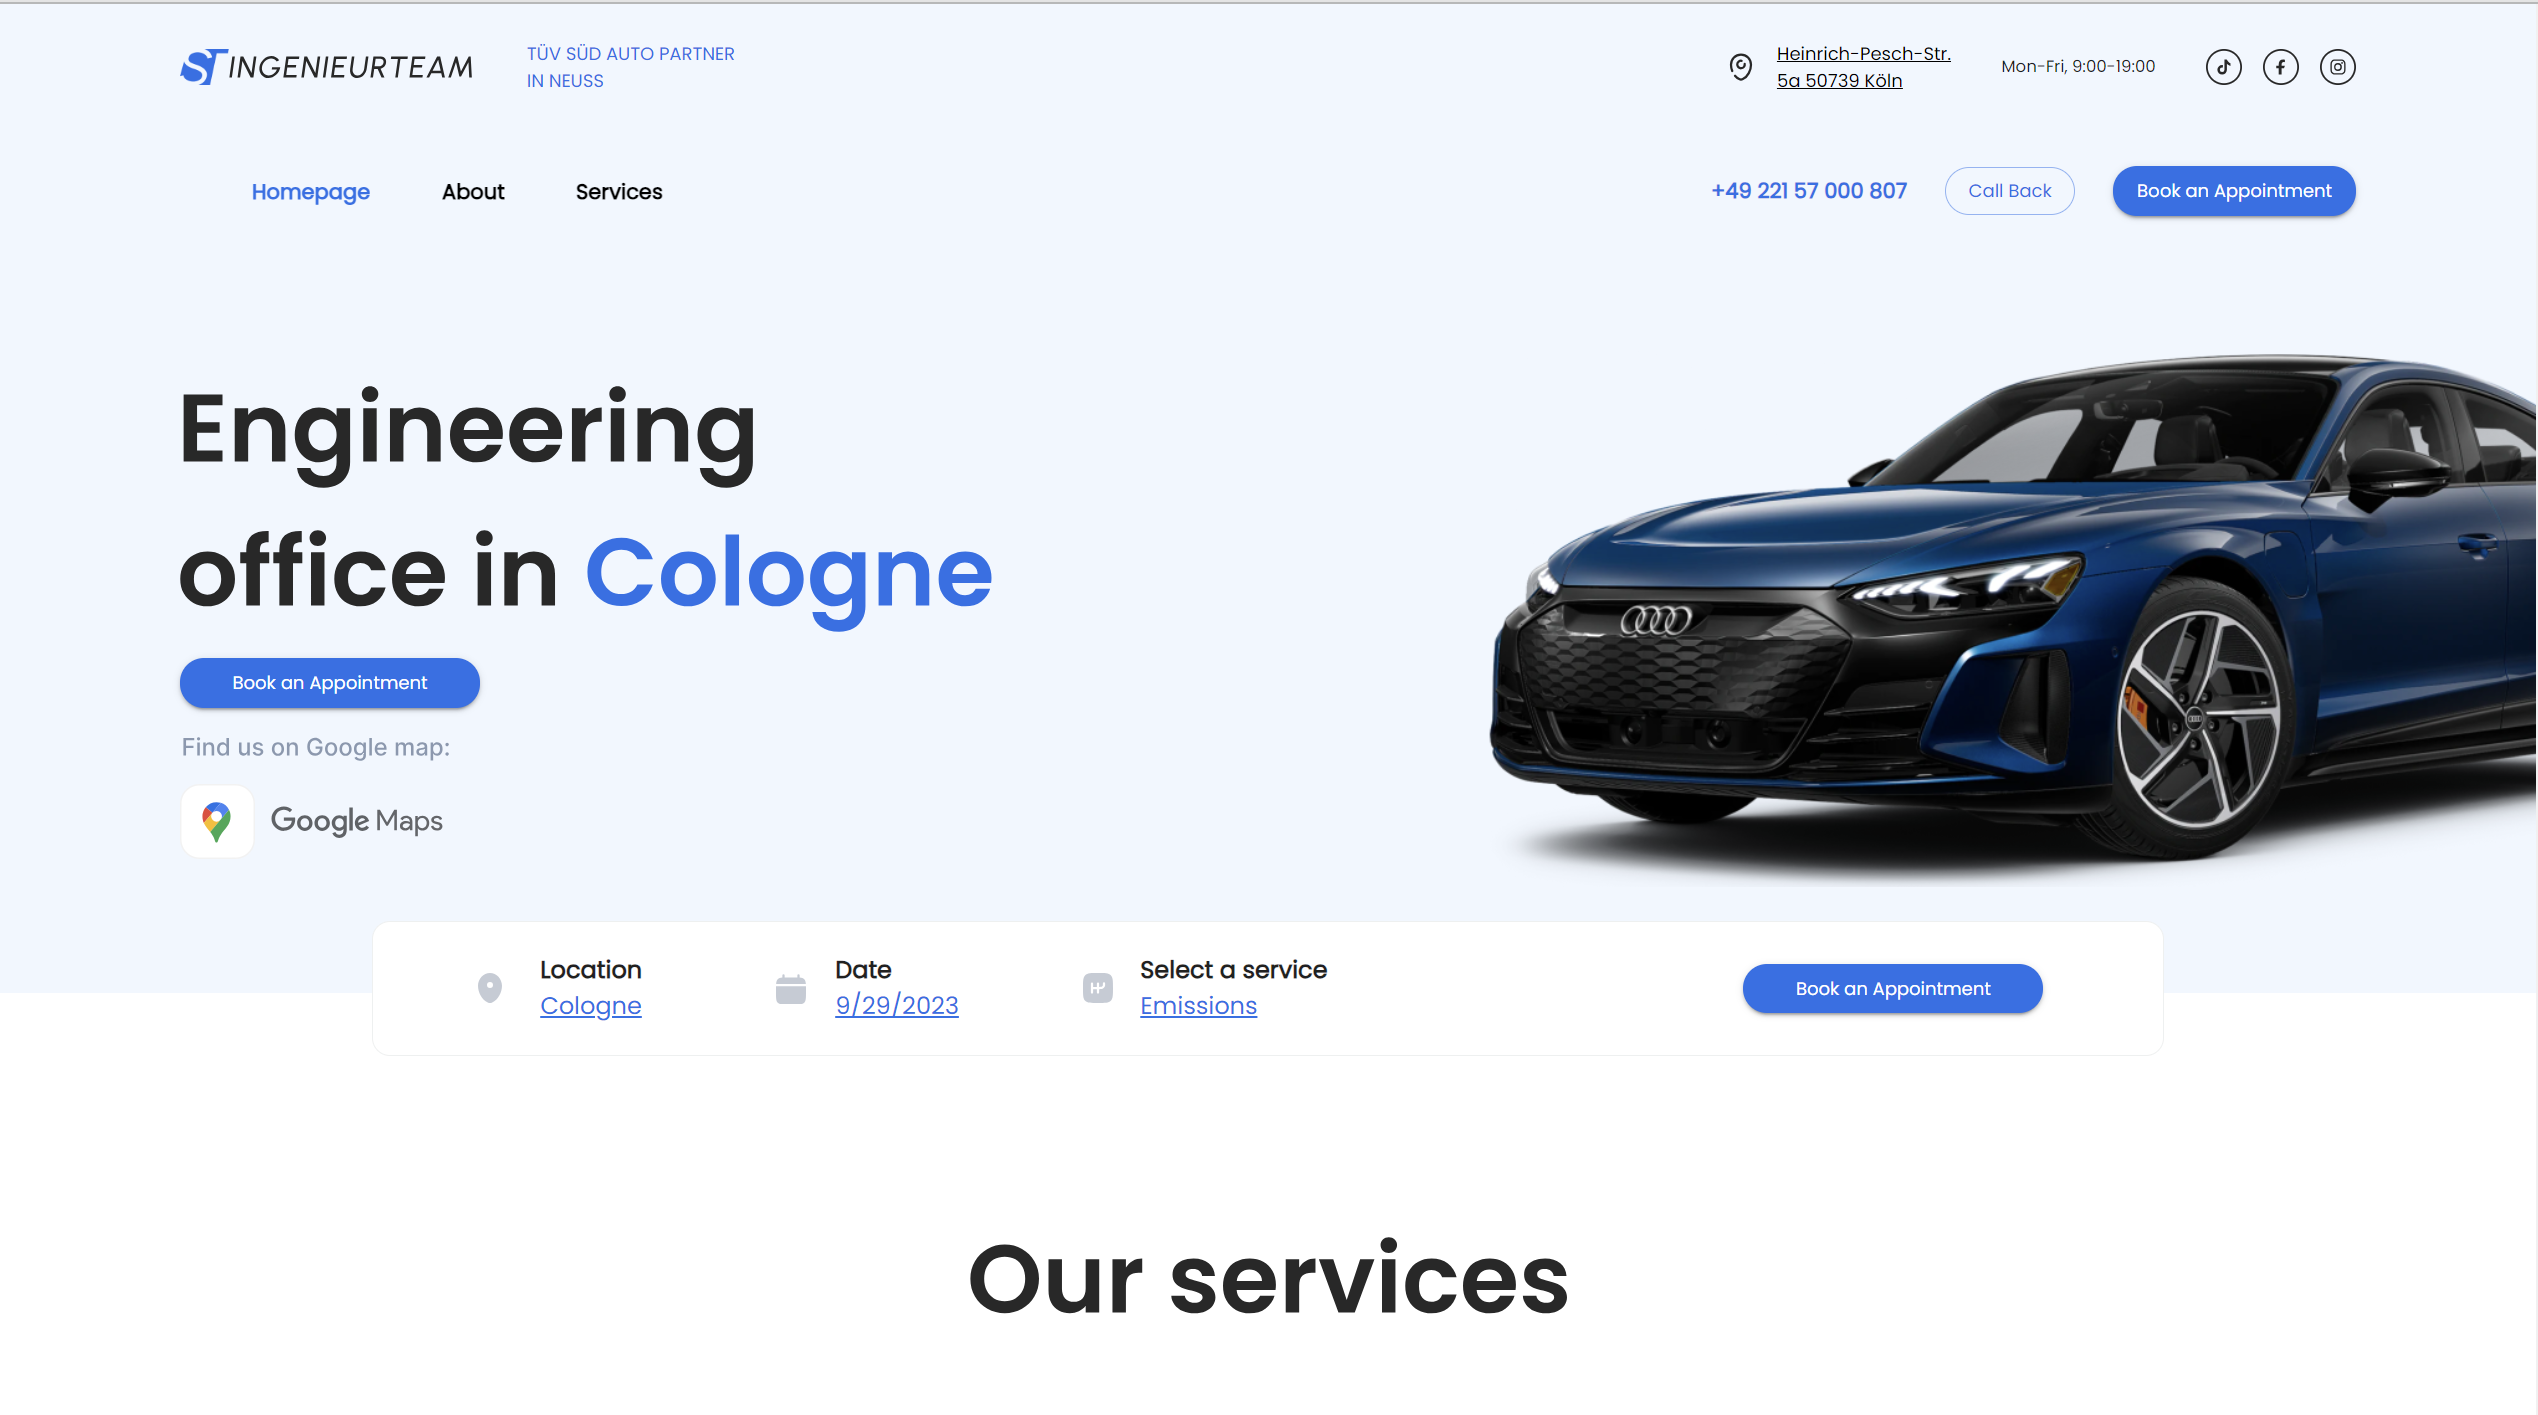 ST INGENIEURTEAM
TÜV SÜD AUTO PARTNER
IN NEUSS
Heinrich-Pesch-Str.
5a 50739 Köln
Mon-Fri, 9:00-19:00
Homepage
About
Services
+49 221 57 000 807
Call Back
Book an Appointment
Engineering
office in Cologne
Book an Appointment
Find us on Google map:
Google Maps
Location
Cologne
Date
9/29/2023
Select a service
Emissions
Book an Appointment
Our services